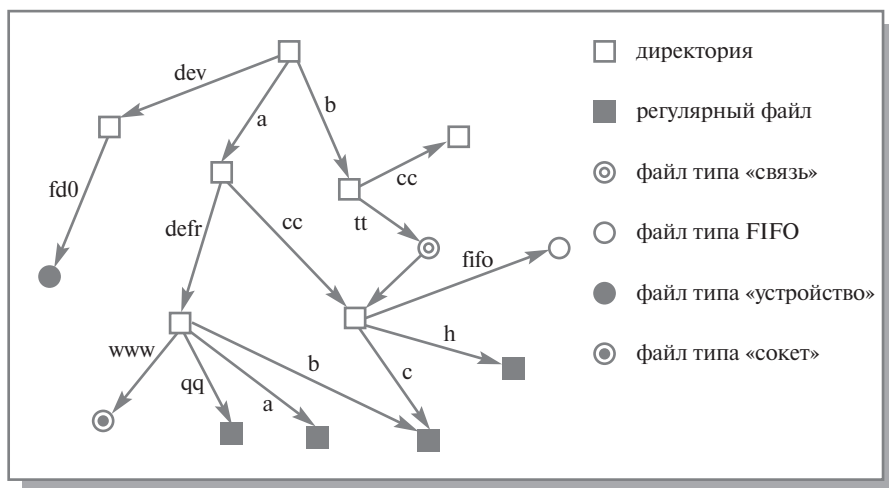 dev
a
b
cc
fd0
defr
cc
tt
fifo
www
qq
a
b
c
h
директория
регулярный файл
файл типа «связь»
файл типа FIFO
файл типа «устройство»
файл типа «сокет»